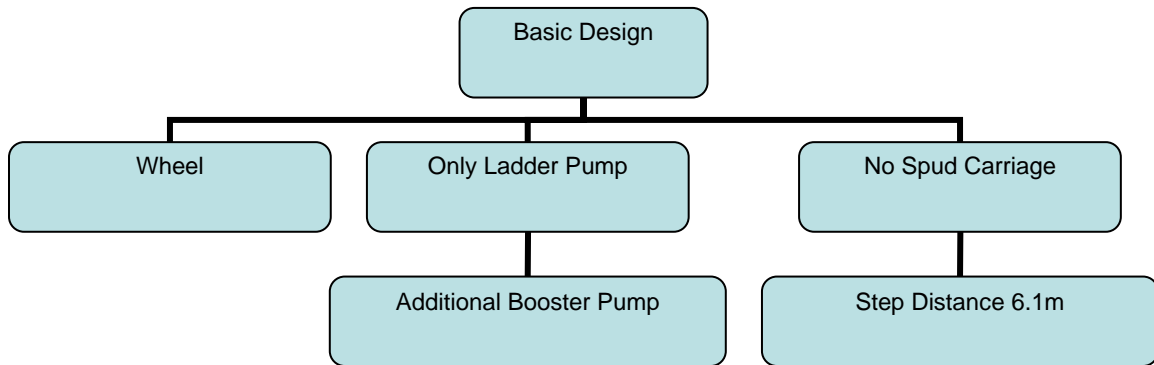 Basic Design
Wheel
Only Ladder Pump
No Spud Carriage
Additional Booster Pump
Step Distance 6.1m